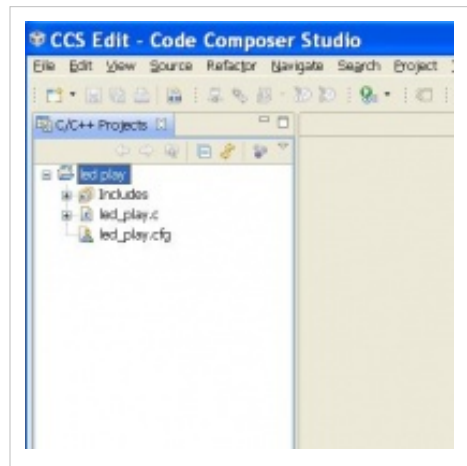 CCS Edit - Code Composer Studio
File Edit View Source Refactor Navigate Search Project
C/C++ Projects
led play
Includes
led_play.c
led_play.cfg